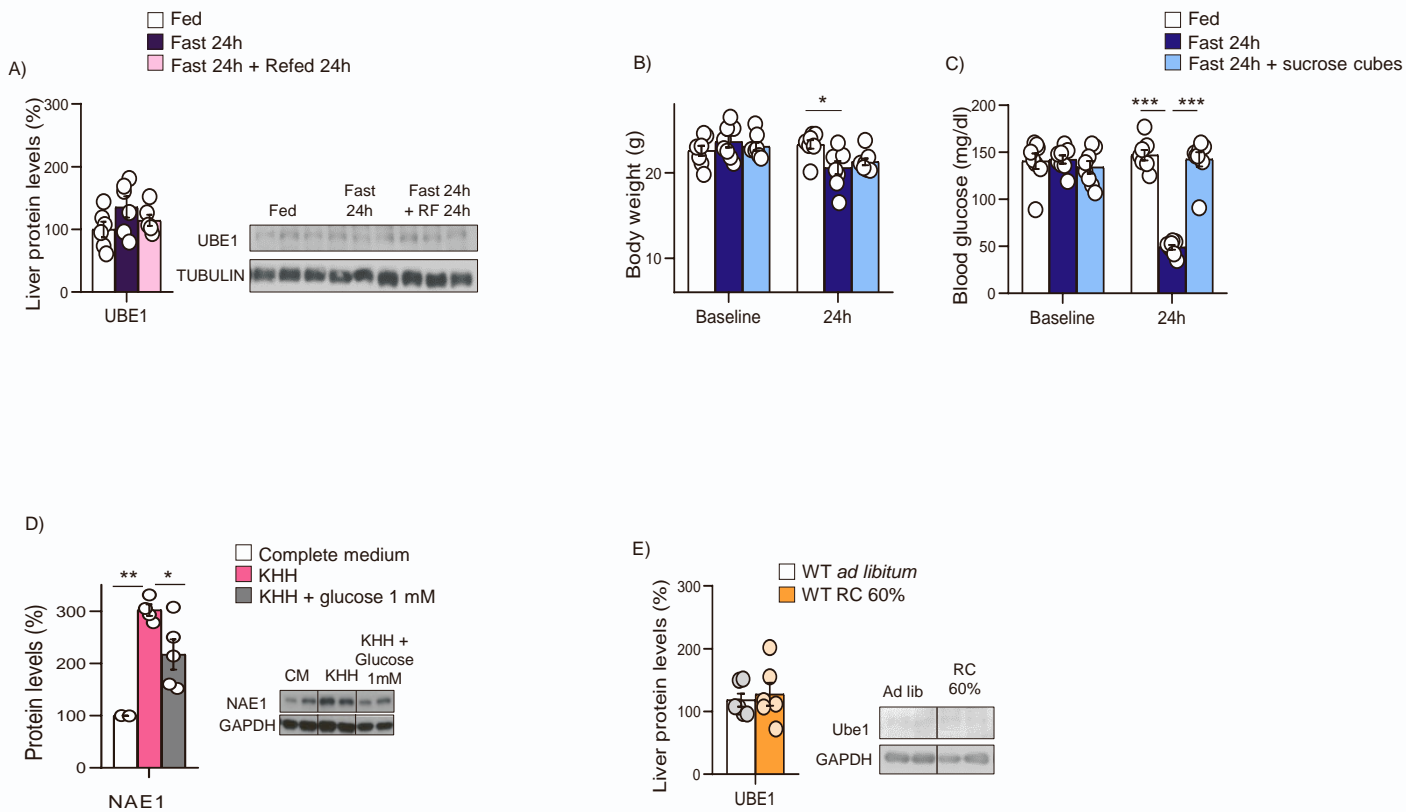 A)
Fed
Fast 24h
Fast 24h + Refed 24h
Liver protein levels (%)
300
200
100
0
UBE1
Fed
Fast
24h
Fast 24h
+ RF 24h
UBE1
TUBULIN
B)
Body weight (g)
20
10
*
Baseline
24h
C)
Fed
Fast 24h
Fast 24h + sucrose cubes
Blood glucose (mg/dl)
200
150
100
50
0
***
***
Baseline
24h
D)
Complete medium
KHH
KHH + glucose 1 mM
Protein levels (%)
300
200
100
0
**
*
NAE1
CM
KHH
KHH +
Glucose
1mM
NAE1
GAPDH
E)
WT ad libitum
WT RC 60%
Liver protein levels (%)
300
200
100
0
UBE1
Ad lib
RC
60%
Ube1
GAPDH